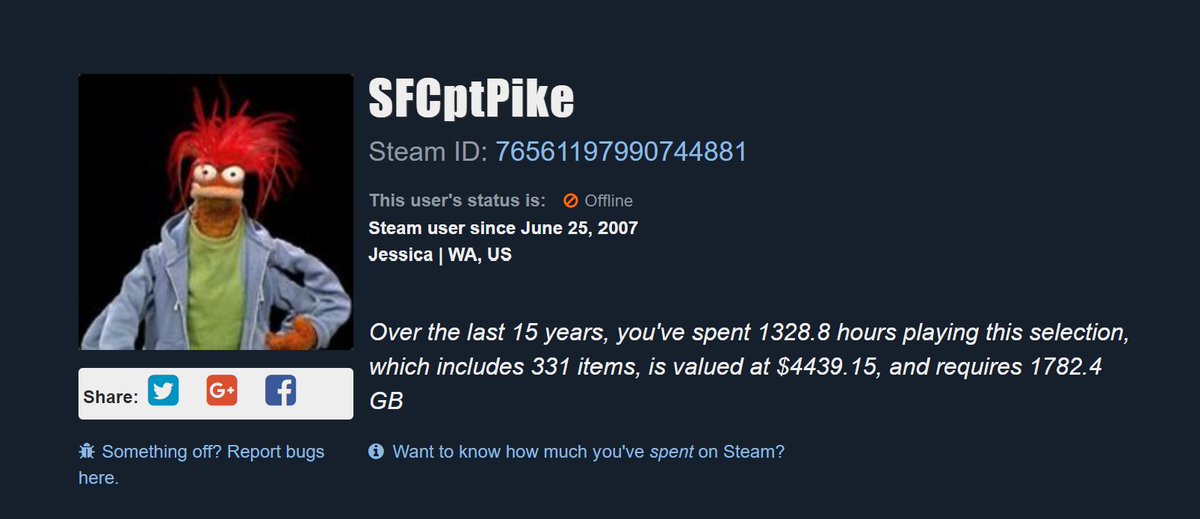 SFCptPike
Steam ID: 76561197990744881
This user's status is: Offline
Steam user since June 25, 2007
Jessica | WA, US
Over the last 15 years, you've spent 1328.8 hours playing this selection,
which includes 331 items, is valued at $4439.15, and requires 1782.4
GB
Share: G+
Something off? Report bugs
here.
Want to know how much you've spent on Steam?